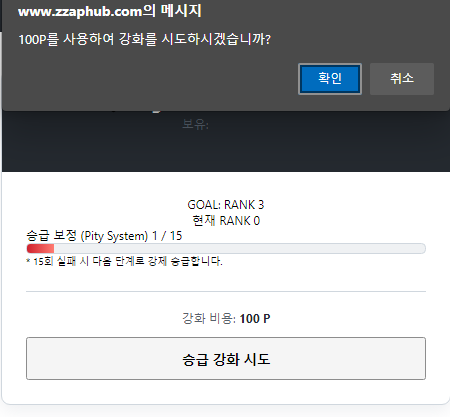 www.zzaphub.com의 메시지
100P를 사용하여 강화를 시도하시겠습니까?
확인
취소
보유:
GOAL: RANK 3
현재 RANK 0
승급 보정 (Pity System) 1 / 15
* 15회 실패 시 다음 단계로 강제 승급합니다.
강화 비용: 100 P
승급 강화 시도